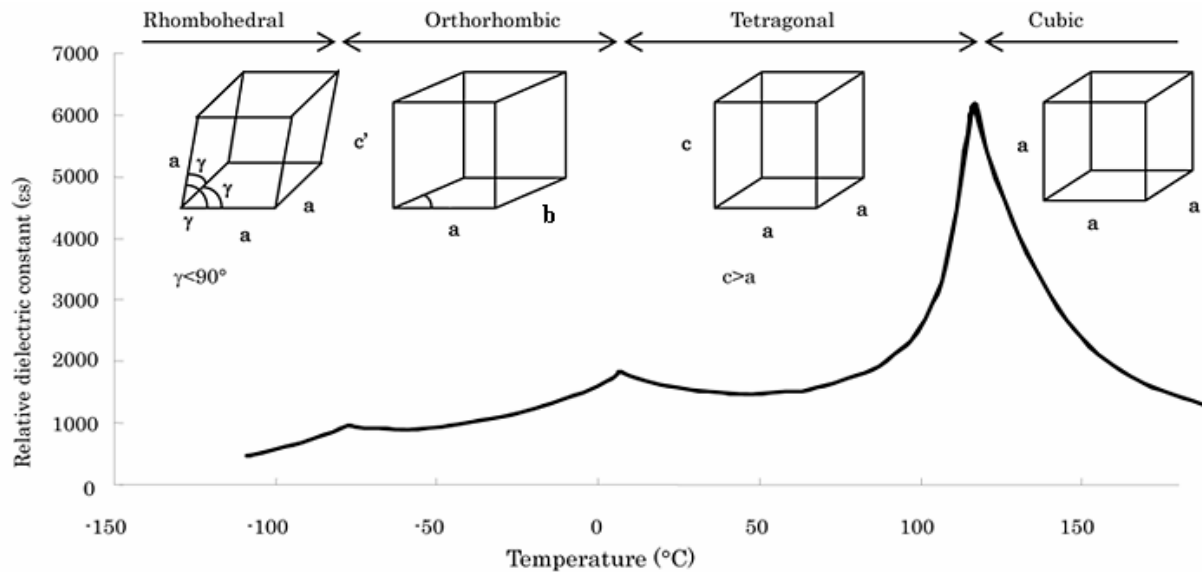 Rhombohedral Orthorhombic Tetragonal Cubic
7000
6000
5000
4000
3000
2000
1000
0
Relative dielectric constant (εs)
a γ γ γ a a
γ<90°
c' a b
c a a
c>a
a a a
-150 -100 -50 0 50 100 150
Temperature (°C)